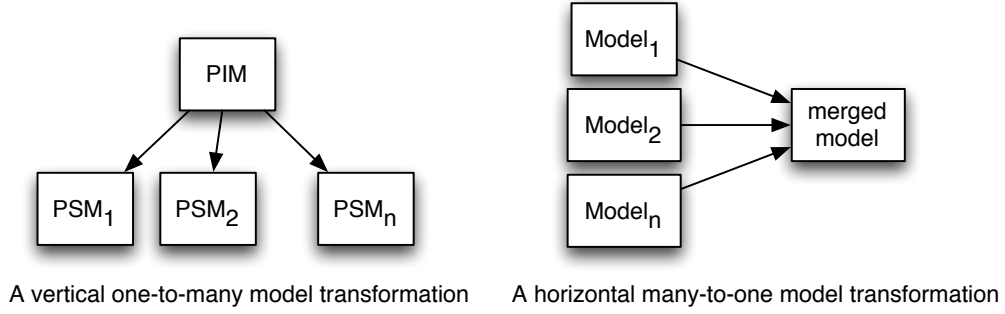 PIM
PSM1 PSM2 PSMn
A vertical one-to-many model transformation
Model1
Model2
Modeln
merged
model
A horizontal many-to-one model transformation